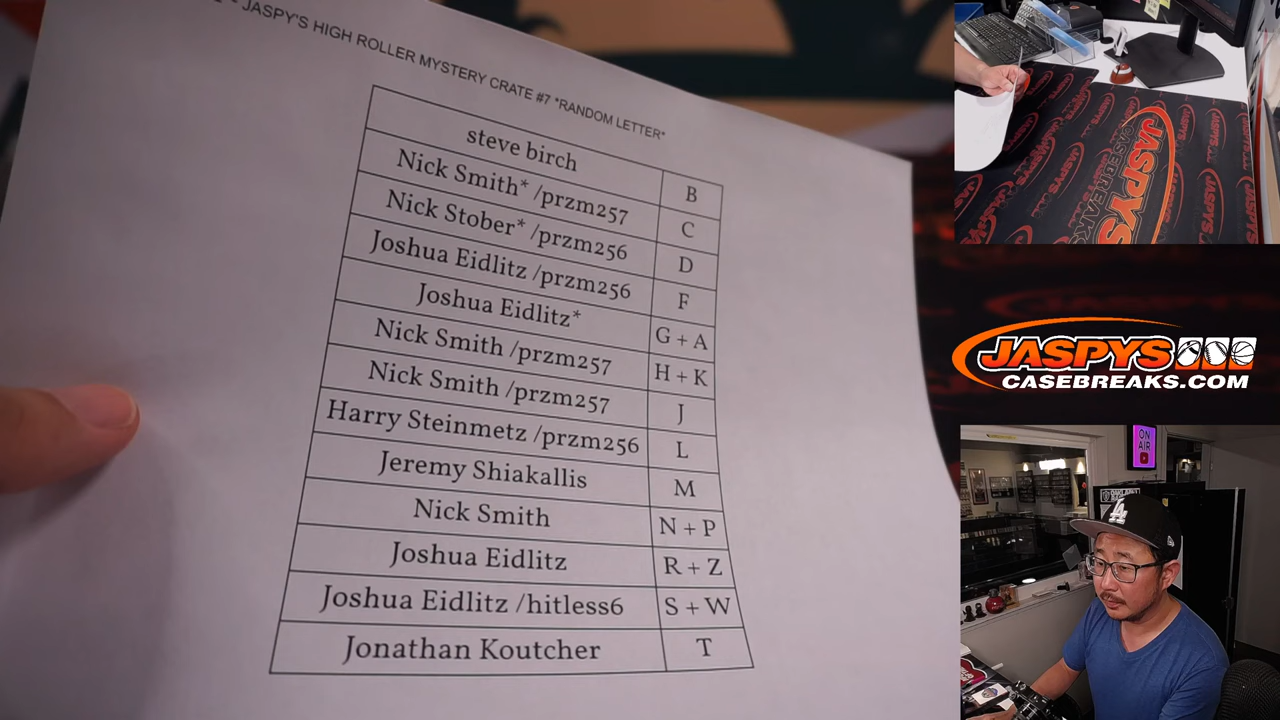 JASPY'S HIGH ROLLER MYSTERY CRATE #7 *RANDOM LETTER*
steve birch B
Nick Smith* /przm257 C
Nick Stober* /przm256 D
Joshua Eidlitz /przm256 F
Joshua Eidlitz* G + A
Nick Smith /przm257 H + K
Nick Smith /przm257 J
Harry Steinmetz /przm256 L
Jeremy Shiakallis M
Nick Smith N + P
Joshua Eidlitz R + Z
Joshua Eidlitz /hitless6 S + W
Jonathan Koutcher T
JASPYS
CASEBREAKS
JASPYS
CASEBREAKS.COM
ON
AIR
LA